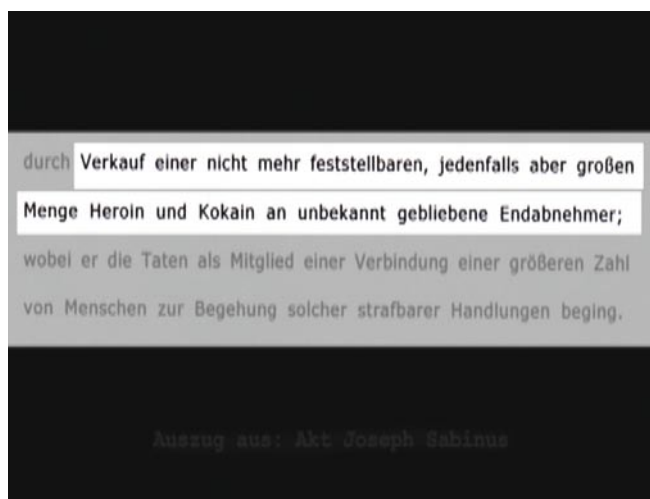 durch Verkauf einer nicht mehr feststellbaren, jedenfalls aber großen
Menge Heroin und Kokain an unbekannt gebliebene Endabnehmer;
wobei er die Taten als Mitglied einer Verbindung einer größeren Zahl
von Menschen zur Begehung solcher strafbarer Handlungen beging.
Auszug aus: Akt Joseph Sabinus